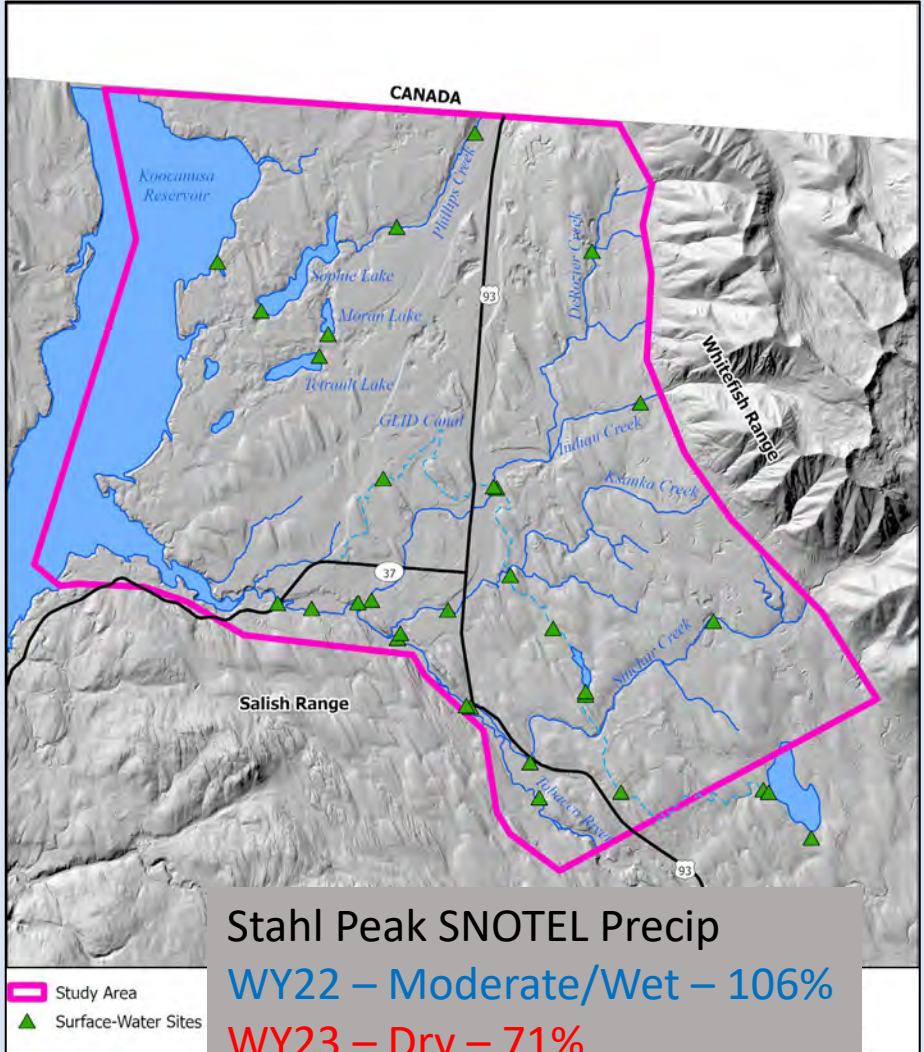 CANADA
Koocanusa
Reservoir
Phillips Creek
Sophie Lake
93
DeRozier Creek
Moran Lake
Tetrault Lake
Whitefish Range
GLID Canal
Indian Creek
Ksanka Creek
37
Sinclair Creek
Salish Range
Tobacco River
93
Stahl Peak SNOTEL Precip
WY22 – Moderate/Wet – 106%
WY23 – Dry – 71%
Study Area
Surface-Water Sites